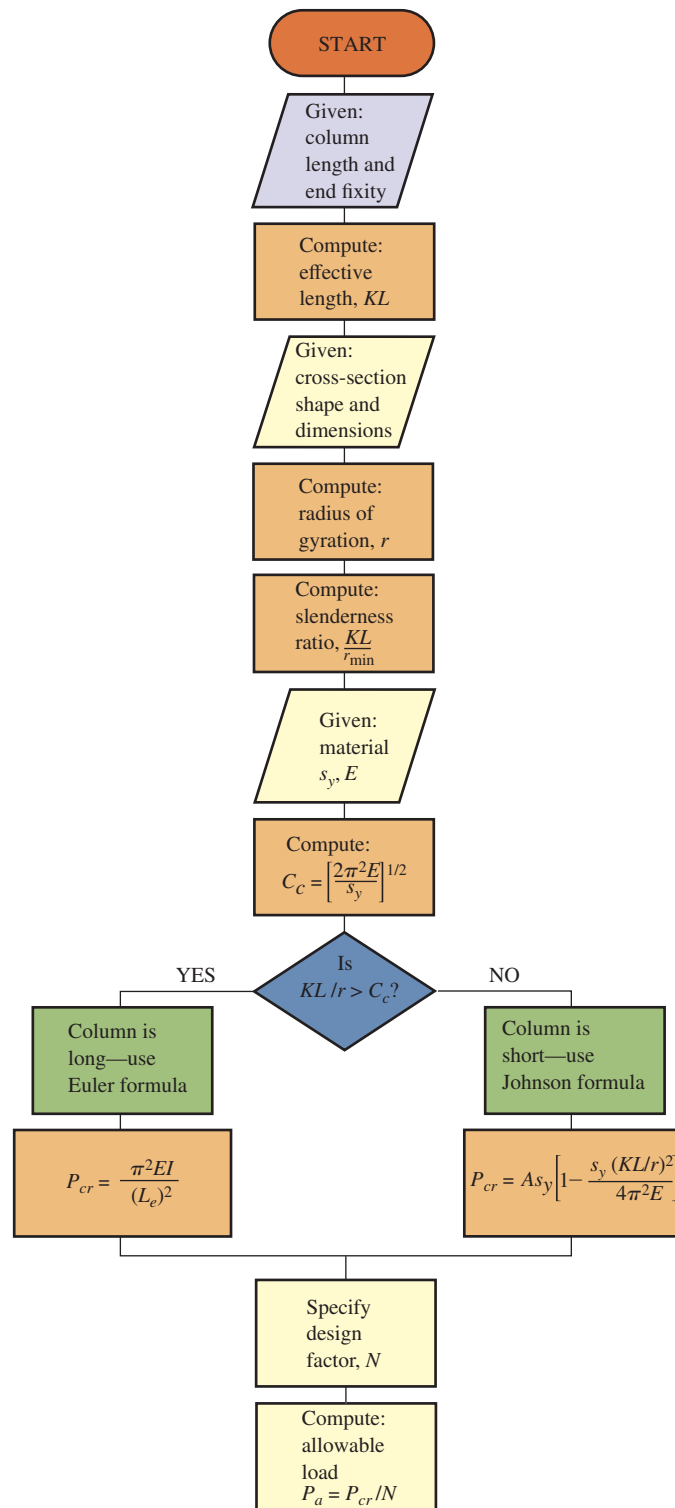 START
Given:
column
length and
end fixity
Compute:
effective
length, KL
Given:
cross-section
shape and
dimensions
Compute:
radius of
gyration, r
Compute:
slenderness
ratio, KL/r_min
Given:
material
s_y, E
Compute:
C_c = [2π²E/s_y]^1/2
Is
KL/r > C_c?
YES
NO
Column is
long—use
Euler formula
Column is
short—use
Johnson formula
P_cr = π²EI/(L_e)²
P_cr = As_y[1− s_y (KL/r)²/4π²E]
Specify
design
factor, N
Compute:
allowable
load
P_a = P_cr/N